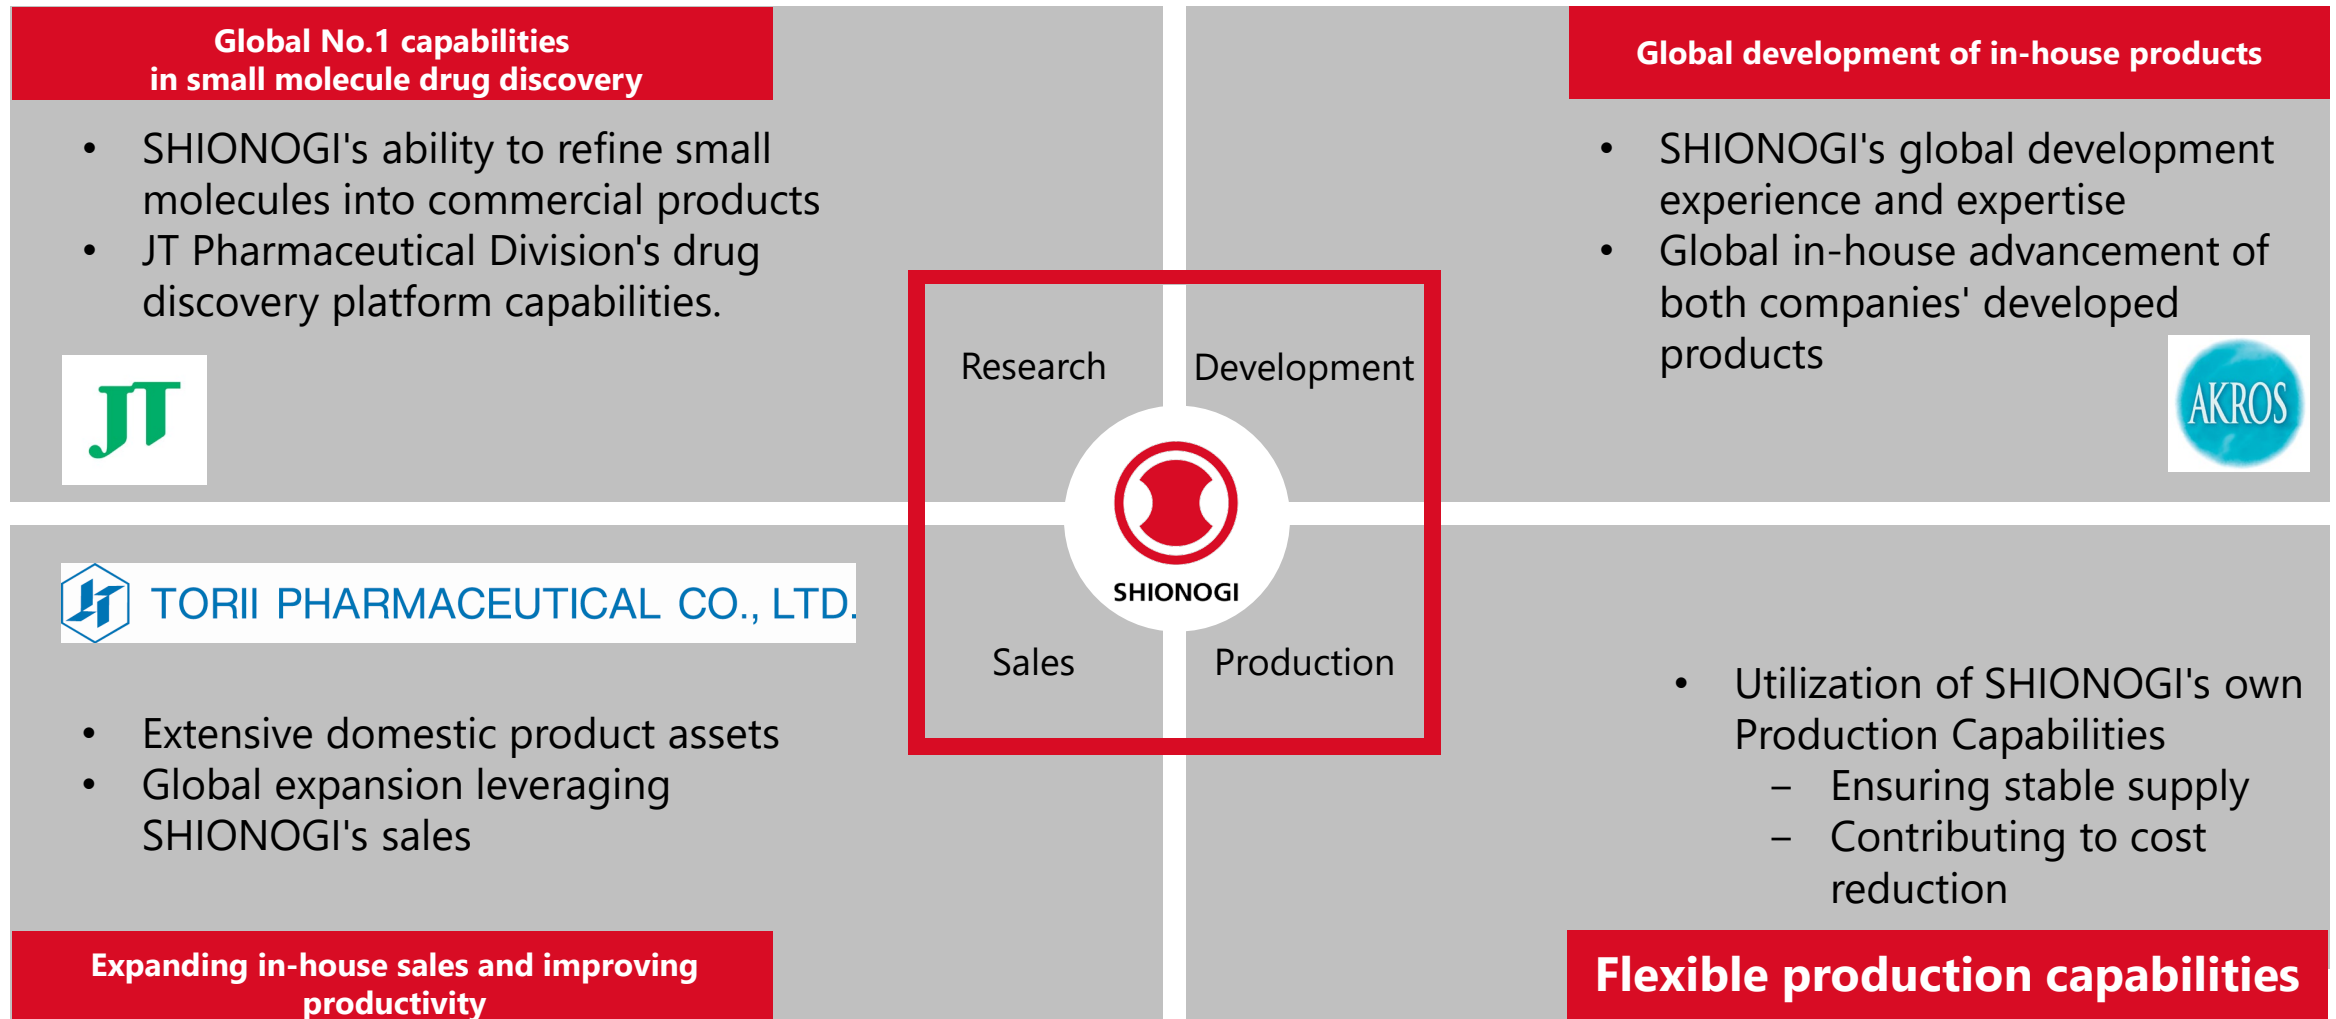 Global No.1 capabilities
in small molecule drug discovery
• SHIONOGI's ability to refine small
molecules into commercial products
• JT Pharmaceutical Division's drug
discovery platform capabilities.
JT
Global development of in-house products
• SHIONOGI's global development
experience and expertise
• Global in-house advancement of
both companies' developed
products
AKROS
Research
Development
SHIONOGI
Sales
Production
TORII PHARMACEUTICAL CO., LTD.
• Extensive domestic product assets
• Global expansion leveraging
SHIONOGI's sales
Expanding in-house sales and improving
productivity
• Utilization of SHIONOGI's own
Production Capabilities
– Ensuring stable supply
– Contributing to cost
reduction
Flexible production capabilities